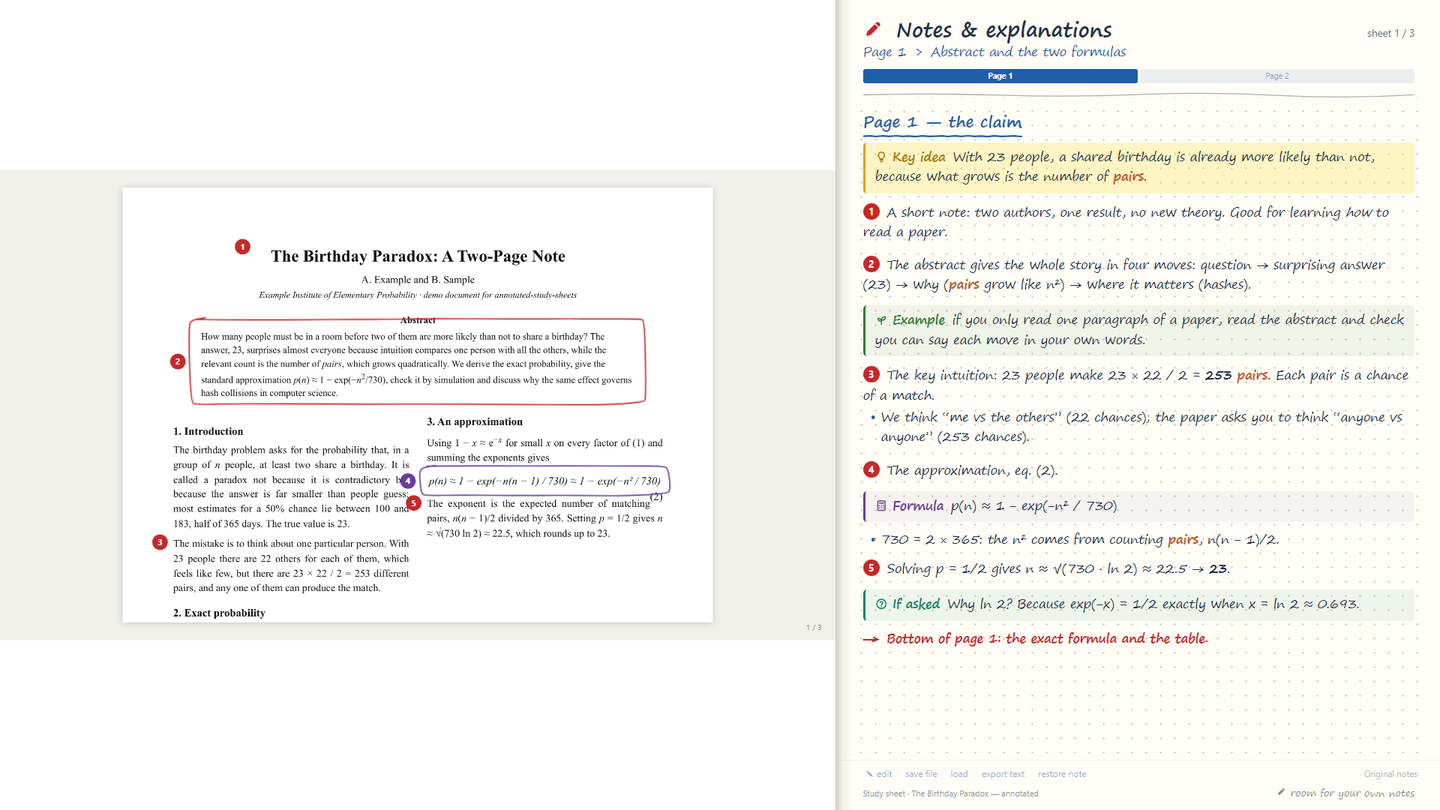 1
The Birthday Paradox: A Two-Page Note
A. Example and B. Sample
Example Institute of Elementary Probability · demo document for annotated-study-sheets
Abstract
How many people must be in a room before two of them are more likely than not to share a birthday? The
answer, 23, surprises almost everyone because intuition compares one person with all the others, while the
relevant count is the number of pairs, which grows quadratically. We derive the exact probability, give the
2
standard approximation p(n) ≈ 1 − exp(−n²/730), check it by simulation and discuss why the same effect governs
hash collisions in computer science.
1. Introduction
The birthday problem asks for the probability that, in a
group of n people, at least two share a birthday. It is
called a paradox not because it is contradictory
because the answer is far smaller than people guess:
most estimates for a 50% chance lie between 100 and
183, half of 365 days. The true value is 23.
3
The mistake is to think about one particular person. With
23 people there are 22 others for each of them, which
feels like few, but there are 23 × 22 / 2 = 253 different
pairs, and any one of them can produce the match.
2. Exact probability
3. An approximation
Using 1 − x ≈ e⁻ˣ for small x on every factor of (1) and
summing the exponents gives
4
p(n) ≈ 1 − exp(−n(n − 1) / 730) ≈ 1 − exp(−n² / 730)
(2)
5
The exponent is the expected number of matching
pairs, n(n − 1)/2 divided by 365. Setting p = 1/2 gives n
≈ √(730 ln 2) ≈ 22.5, which rounds up to 23.
1 / 3
Notes & explanations
sheet 1 / 3
Page 1 > Abstract and the two formulas
Page 1
Page 2
Page 1 — the claim
Key idea With 23 people, a shared birthday is already more likely than not,
because what grows is the number of pairs.
1 A short note: two authors, one result, no new theory. Good for learning how to
read a paper.
2 The abstract gives the whole story in four moves: question → surprising answer
(23) → why (pairs grow like n²) → where it matters (hashes).
Example if you only read one paragraph of a paper, read the abstract and check
you can say each move in your own words.
3 The key intuition: 23 people make 23 × 22 / 2 = 253 pairs. Each pair is a chance
of a match.
• We think “me vs the others” (22 chances); the paper asks you to think “anyone vs
anyone” (253 chances).
4 The approximation, eq. (2).
Formula p(n) ≈ 1 − exp(−n² / 730)
• 730 = 2 × 365: the n² comes from counting pairs, n(n − 1)/2.
5 Solving p = 1/2 gives n ≈ √(730 · ln 2) ≈ 22.5 → 23.
If asked Why ln 2? Because exp(-x) = 1/2 exactly when x = ln 2 ≈ 0.693.
→ Bottom of page 1: the exact formula and the table.
edit save file load export text restore note
Original notes
Study sheet · The Birthday Paradox — annotated
room for your own notes